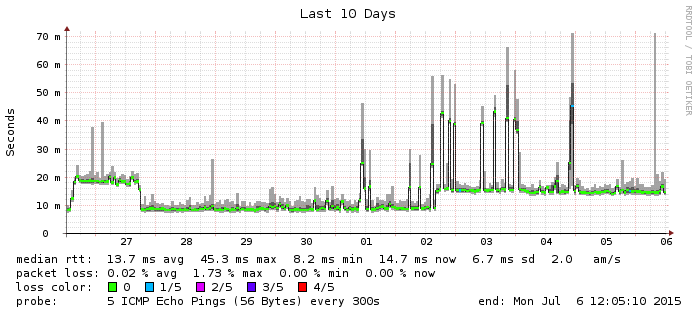 Last 10 Days
RRDTOOL / TOBI OETIKER
Seconds
70 m
60 m
50 m
40 m
30 m
20 m
10 m
0
27 28 29 30 01 02 03 04 05 06
median rtt: 13.7 ms avg 45.3 ms max 8.2 ms min 14.7 ms now 6.7 ms sd 2.0 am/s
packet loss: 0.02 % avg 1.73 % max 0.00 % min 0.00 % now
loss color: 0 1/5 2/5 3/5 4/5
probe: 5 ICMP Echo Pings (56 Bytes) every 300s end: Mon Jul 6 12:05:10 2015